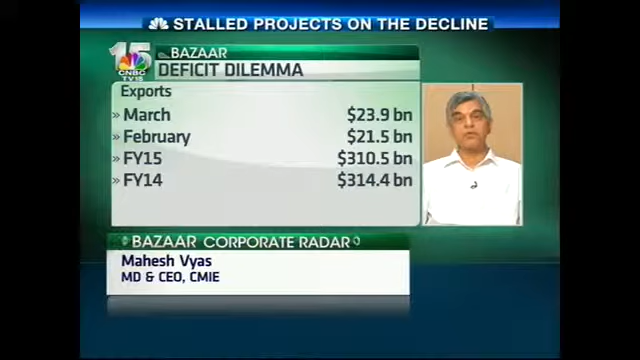 STALLED PROJECTS ON THE DECLINE
15
CNBC
TV18
BAZAAR
DEFICIT DILEMMA
Exports
» March $23.9 bn
» February $21.5 bn
» FY15 $310.5 bn
» FY14 $314.4 bn
BAZAAR CORPORATE RADAR
Mahesh Vyas
MD & CEO, CMIE